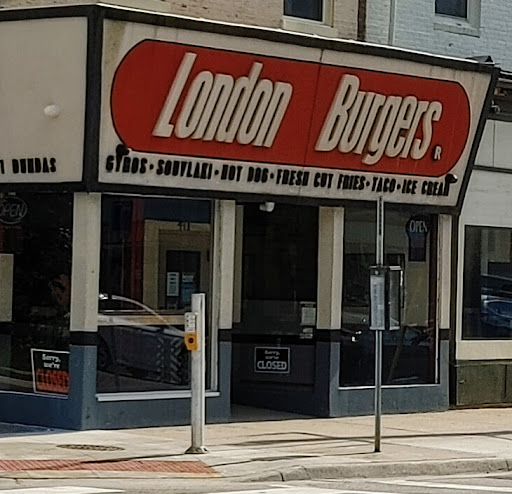 London Burgers R
GYROS • SOUVLAKI • HOT DOG • FRESH CUT FRIES • TACO • ICE CREAM
DUNDAS
OPEN
OPEN
Sorry, we're
CLOSED
Sorry, we're
CLOSED